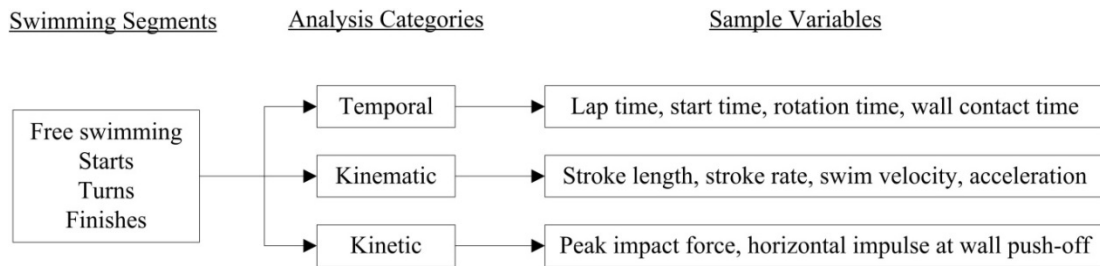 Swimming Segments
Analysis Categories
Sample Variables
Free swimming
Starts
Turns
Finishes
Temporal
Lap time, start time, rotation time, wall contact time
Kinematic
Stroke length, stroke rate, swim velocity, acceleration
Kinetic
Peak impact force, horizontal impulse at wall push-off